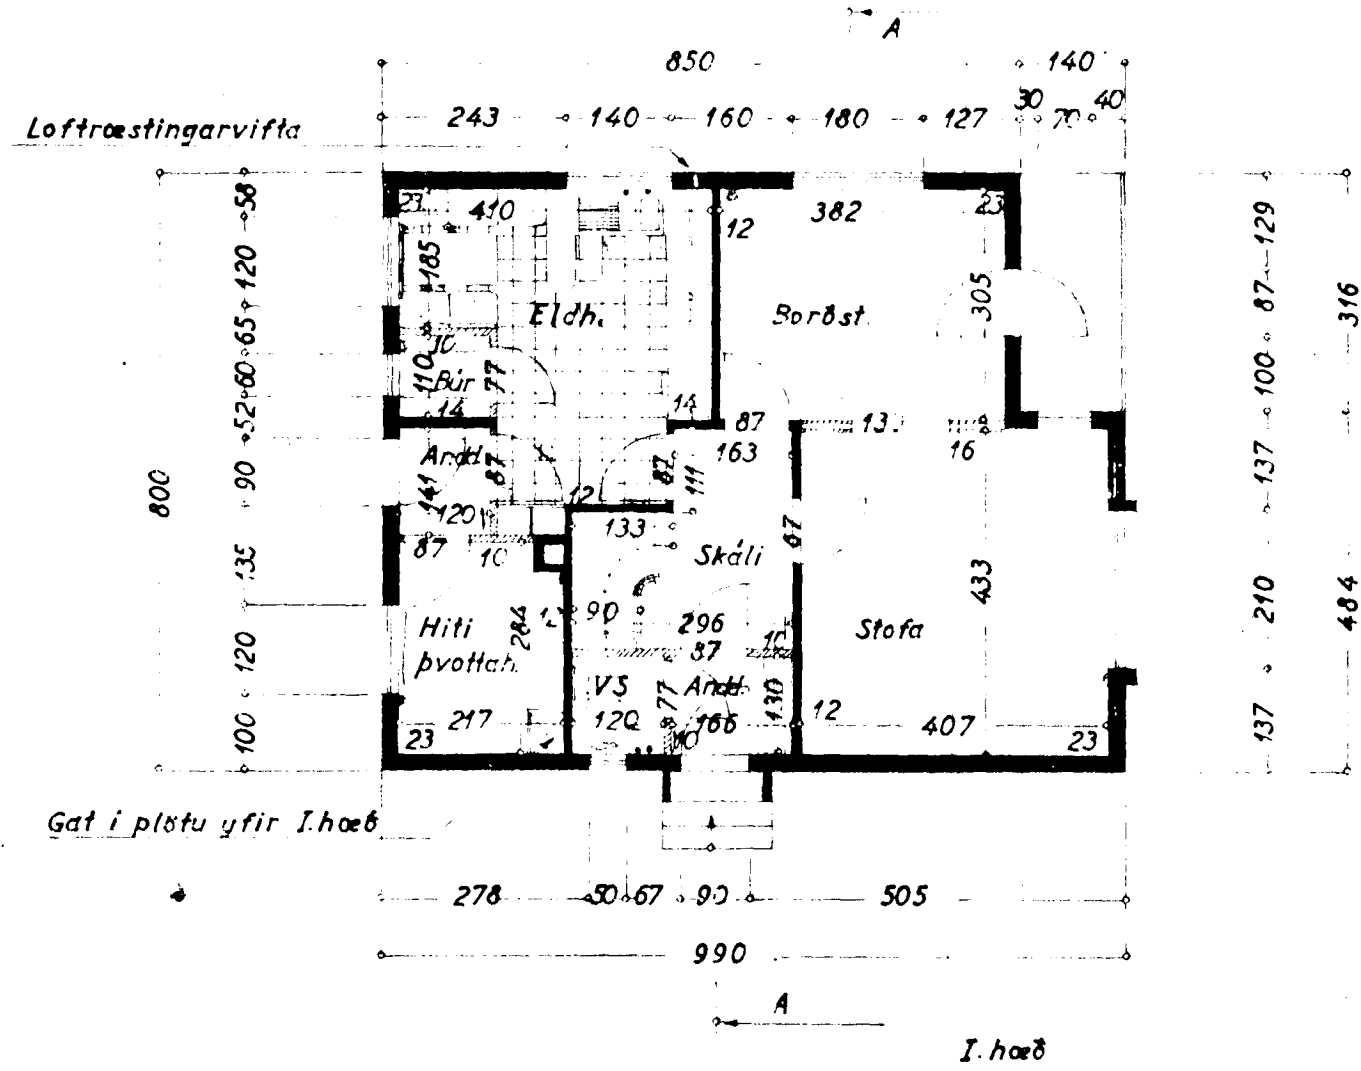 A
850 140
30 40
243 140 160 180 127 70
Loftræstingarvifta
58 23 410 12 382 23 129
120 185 305 87 316
65 Eldh. Borðst.
10
60 110 Búr 77 100
52 14 14 87
163 16
Andd. 87 82 111 137
90 141 120 12
800 133 87
87 10 Skáli
135 433
284 12 90 210 484
Hiti 296 Stofa
þvottah. 87 10
120 VS 77 Andd. 130
217 120 166 12 407
100 23 10 23 137
Gat i plötu yfir I. hæð
278 50 67 90 505
990
A
I. hæð